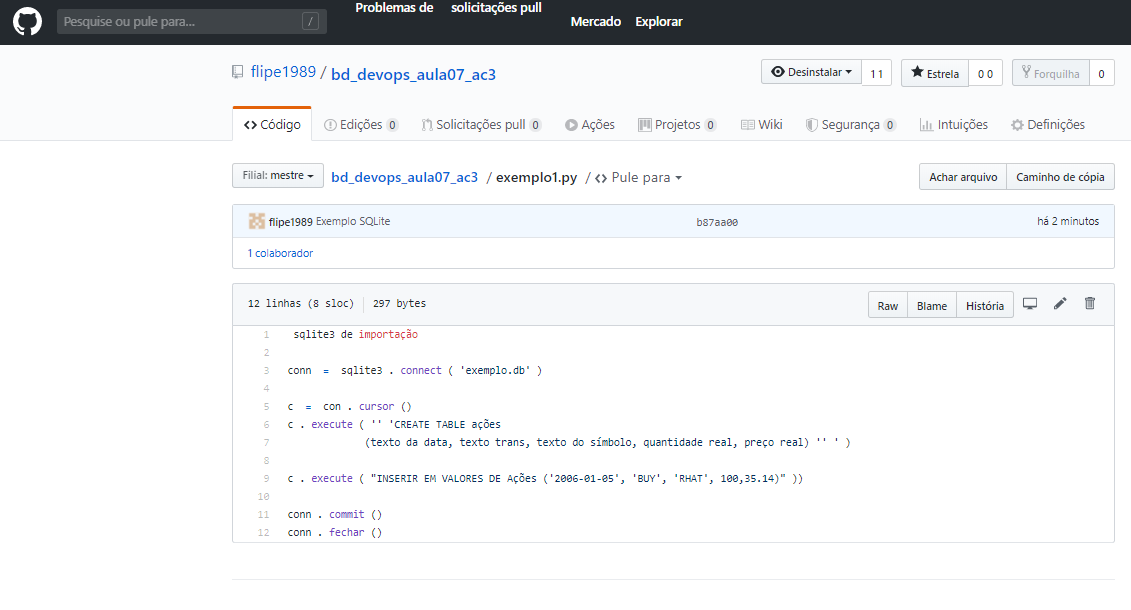 Problemas de solicitações pull
Pesquise ou pule para... / Mercado Explorar
flipe1989 / bd_devops_aula07_ac3 Desinstalar 1 1 Estrela 0 0 Forquilha 0
Código Edições 0 Solicitações pull 0 Ações Projetos 0 Wiki Segurança 0 Intuições Definições
Filial: mestre bd_devops_aula07_ac3 / exemplo1.py / Pule para Achar arquivo Caminho de cópia
flipe1989 Exemplo SQLite b87aa00 há 2 minutos
1 colaborador
12 linhas (8 sloc) 297 bytes Raw Blame História
1 sqlite3 de importação
2
3 conn = sqlite3 . connect ( 'exemplo.db' )
4
5 c = con . cursor ()
6 c . execute ( '' 'CREATE TABLE ações
7 (texto da data, texto trans, texto do símbolo, quantidade real, preço real) '' ' )
8
9 c . execute ( "INSERIR EM VALORES DE Ações ('2006-01-05', 'BUY', 'RHAT', 100,35.14)" ))
10
11 conn . commit ()
12 conn . fechar ()